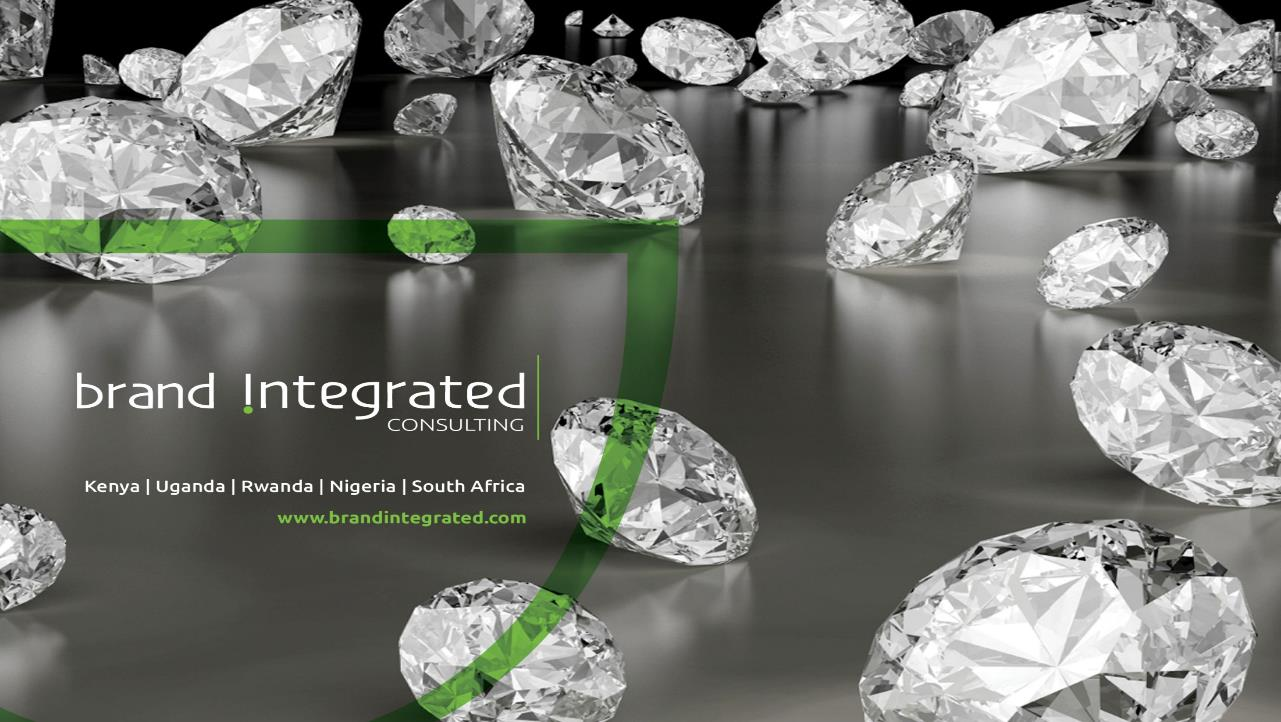 brand !ntegrated
CONSULTING
Kenya | Uganda | Rwanda | Nigeria | South Africa
www.brandintegrated.com